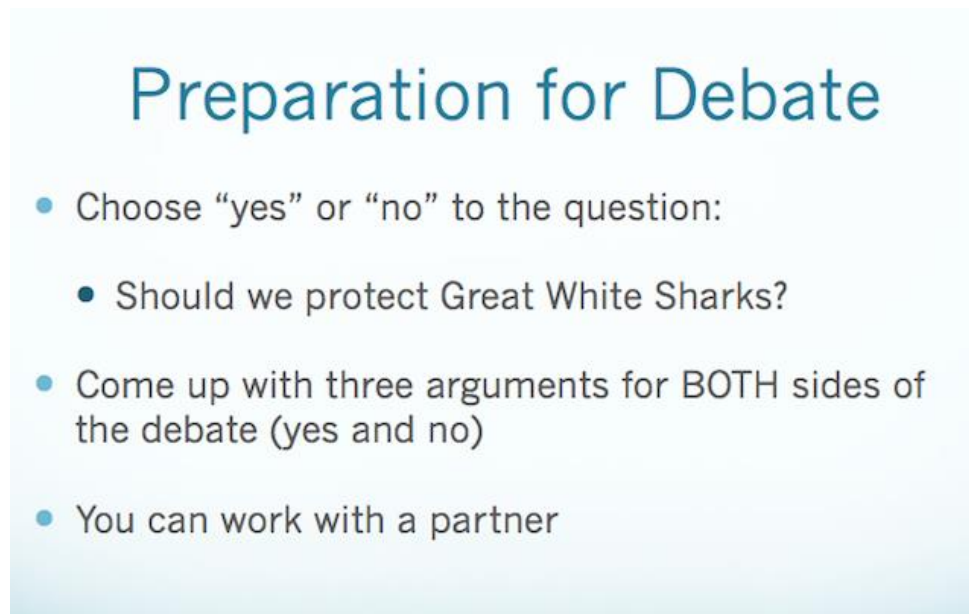 Preparation for Debate
Choose “yes” or “no” to the question:
Should we protect Great White Sharks?
Come up with three arguments for BOTH sides of
the debate (yes and no)
You can work with a partner